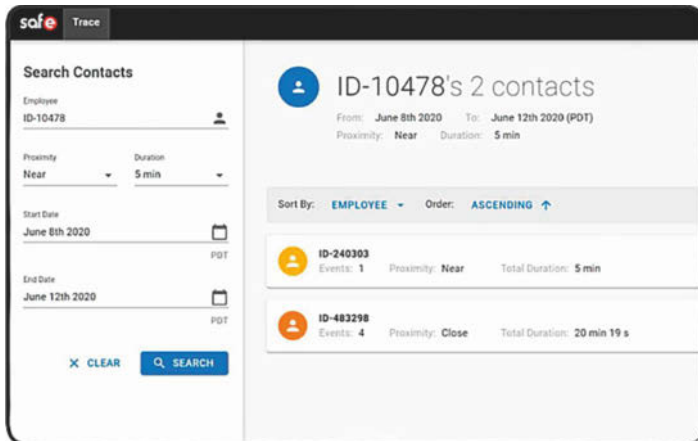 safe Trace
Search Contacts
Employee
ID-10478
Proximity Duration
Near 5 min
Start Date
June 8th 2020
PDT
End Date
June 12th 2020
PDT
CLEAR SEARCH
ID-10478's 2 contacts
From: June 8th 2020 To: June 12th 2020 (PDT)
Proximity: Near Duration: 5 min
Sort By: EMPLOYEE Order: ASCENDING
ID-240303
Events: 1 Proximity: Near Total Duration: 5 min
ID-483298
Events: 4 Proximity: Close Total Duration: 20 min 19 s